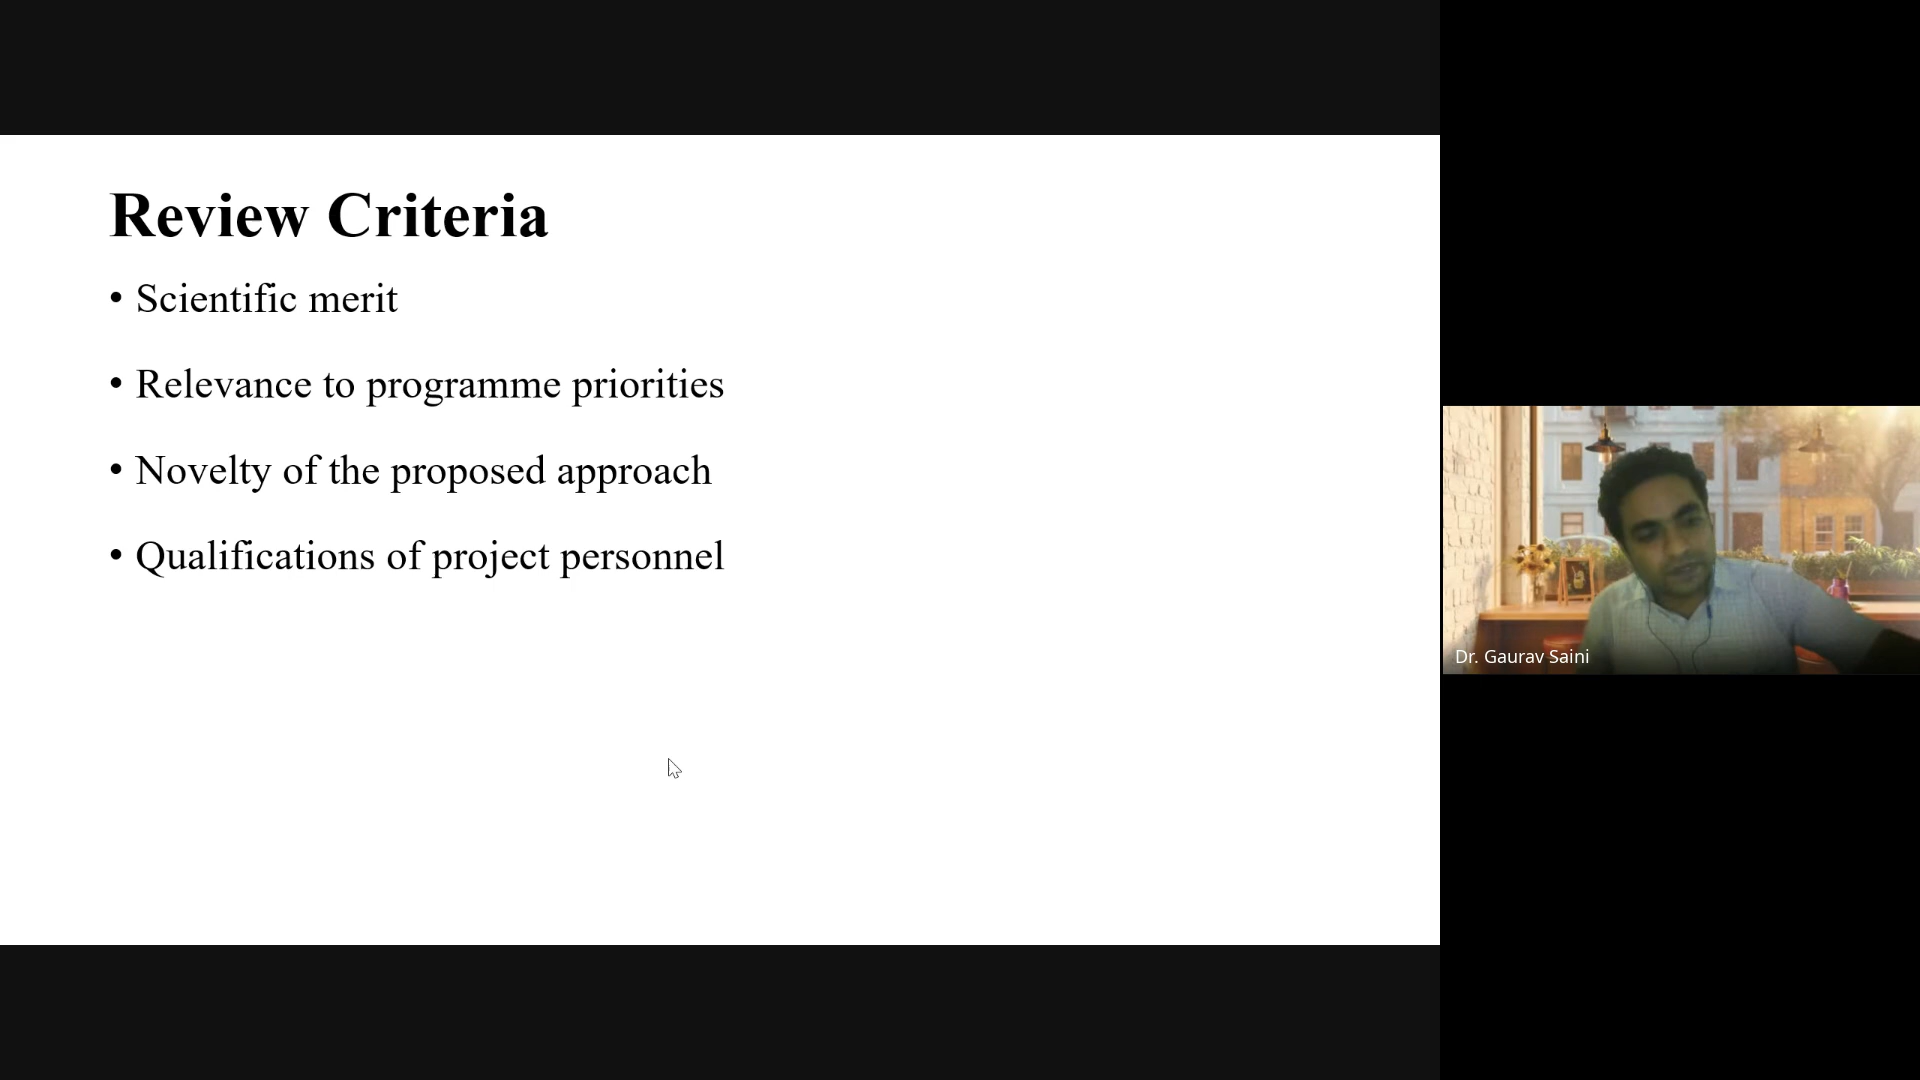 Review Criteria
• Scientific merit
• Relevance to programme priorities
• Novelty of the proposed approach
• Qualifications of project personnel
Dr. Gaurav Saini